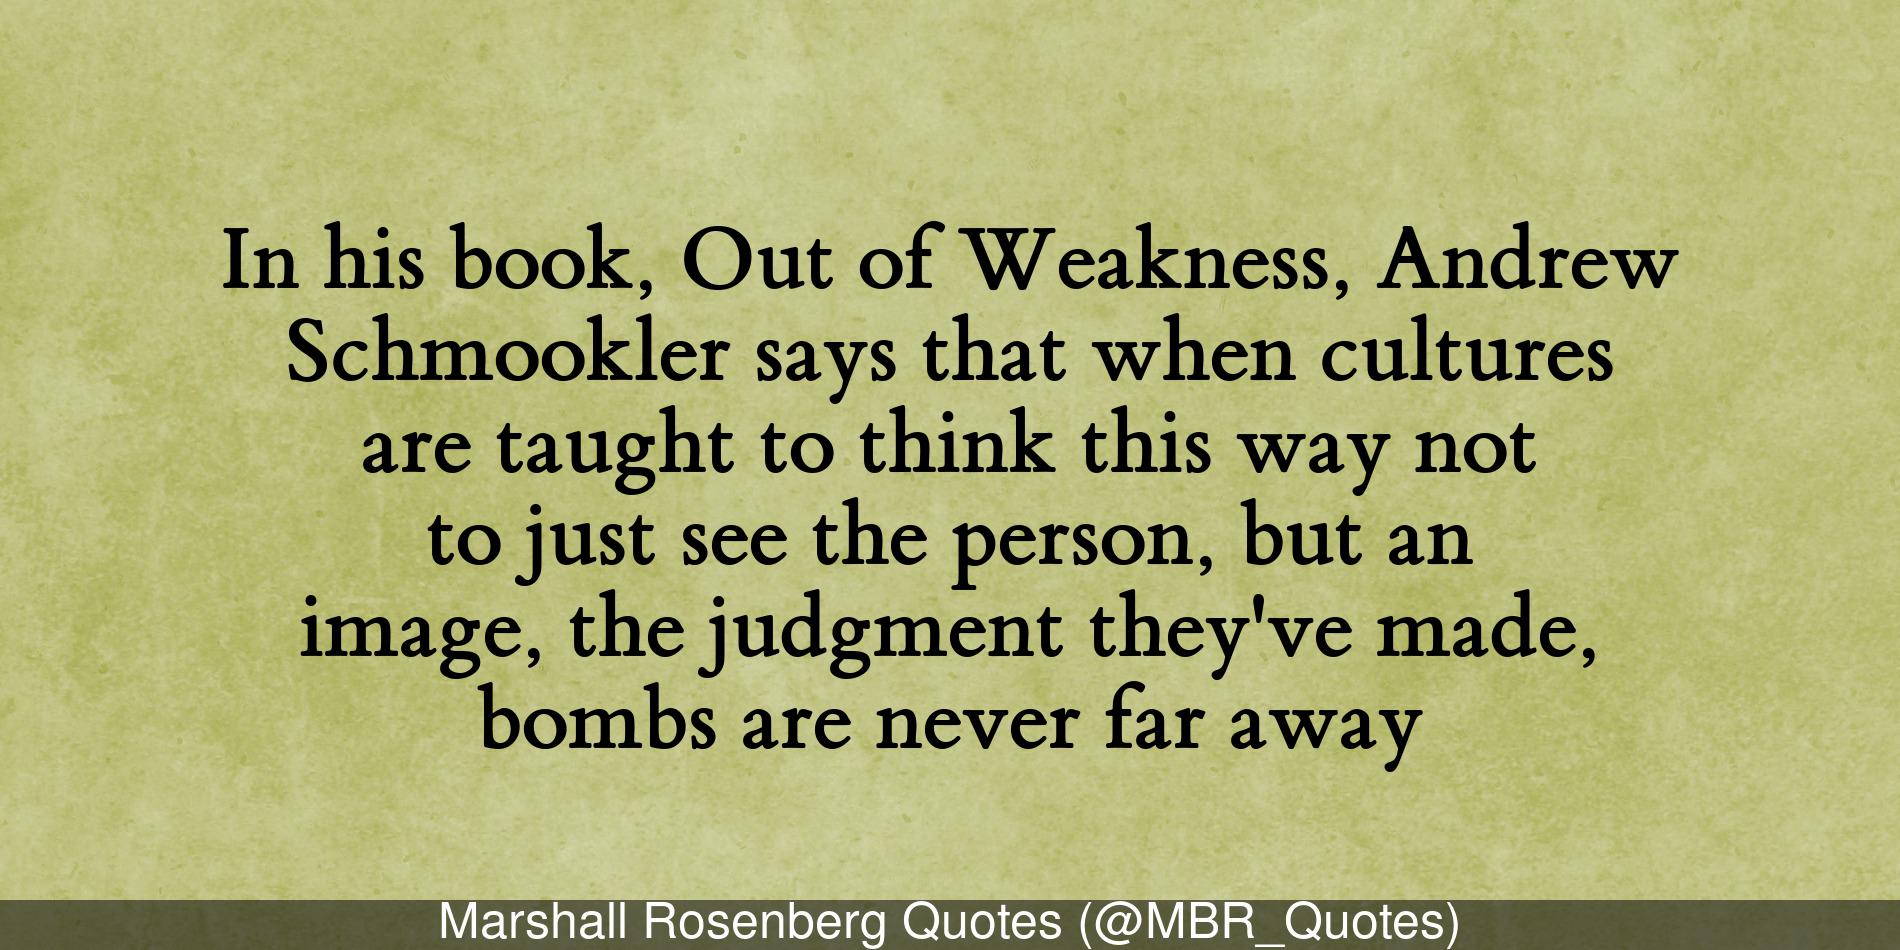 In his book, Out of Weakness, Andrew
Schmookler says that when cultures
are taught to think this way not
to just see the person, but an
image, the judgment they've made,
bombs are never far away
Marshall Rosenberg Quotes (@MBR_Quotes)